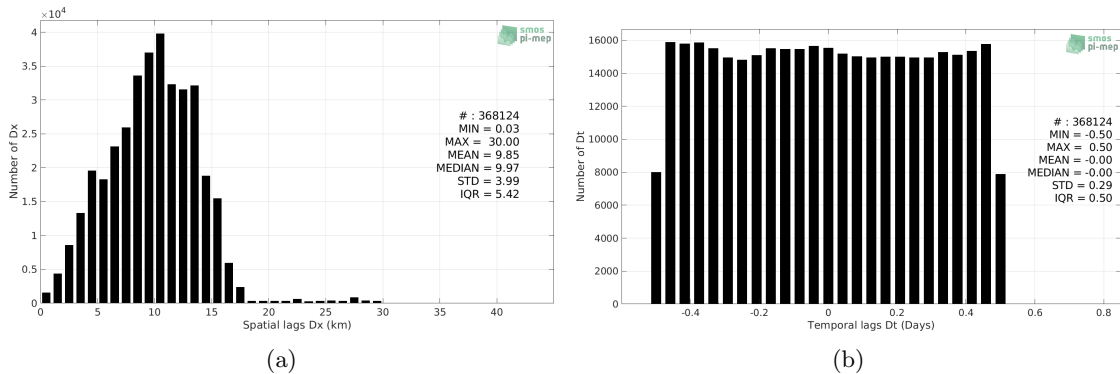 ×10⁴
4
3.5
3
2.5
2
1.5
1
0.5
0
Number of Dx
0 5 10 15 20 25 30 35 40
Spatial lags Dx (km)
smos
pi-mep
# : 368124
MIN = 0.03
MAX = 30.00
MEAN = 9.85
MEDIAN = 9.97
STD = 3.99
IQR = 5.42
(a)
16000
14000
12000
10000
8000
6000
4000
2000
0
Number of Dt
-0.4 -0.2 0 0.2 0.4 0.6 0.8
Temporal lags Dt (Days)
smos
pi-mep
# : 368124
MIN = -0.50
MAX = 0.50
MEAN = -0.00
MEDIAN = -0.00
STD = 0.29
IQR = 0.50
(b)